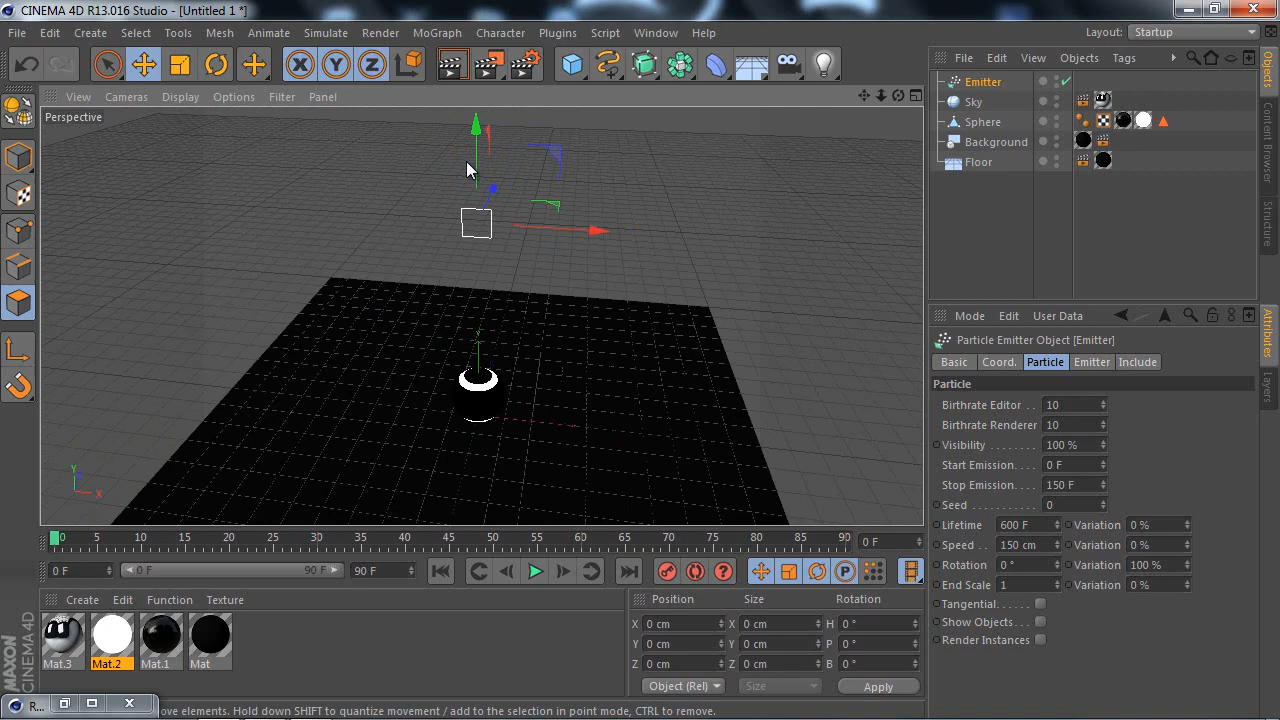 CINEMA 4D R13.016 Studio - [Untitled 1 *]
File Edit Create Select Tools Mesh Animate Simulate Render MoGraph Character Plugins Script Window Help Layout: Startup
X Y Z
File Edit View Objects Tags
View Cameras Display Options Filter Panel
Perspective
Emitter
Sky
Sphere
Background
Floor
Objects
Content Browser
Structure
Y
X
Mode Edit User Data
Particle Emitter Object [Emitter]
Basic Coord. Particle Emitter Include
Particle
Birthrate Editor . . 10
Birthrate Renderer 10
Visibility . . . . . . . . 100 %
Start Emission. . . . 0 F
Stop Emission. . . . 150 F
Seed . . . . . . . . . . . 0
Lifetime 600 F Variation 0 %
Speed . . 150 cm Variation 0 %
Rotation 0 ° Variation 100 %
End Scale 1 Variation 0 %
Tangential. . . . . .
Show Objects. . .
Render Instances
Attributes
Layers
0 5 10 15 20 25 30 35 40 45 50 55 60 65 70 75 80 85 90 0 F
0 F 0 F 90 F 90 F
P
Create Edit Function Texture
Mat.3 Mat.2 Mat.1 Mat
Position Size Rotation
X 0 cm X 0 cm H 0 °
Y 0 cm Y 0 cm P 0 °
Z 0 cm Z 0 cm B 0 °
Object (Rel) Size Apply
MAXON
CINEMA 4D
R...
ove elements. Hold down SHIFT to quantize movement / add to the selection in point mode, CTRL to remove.